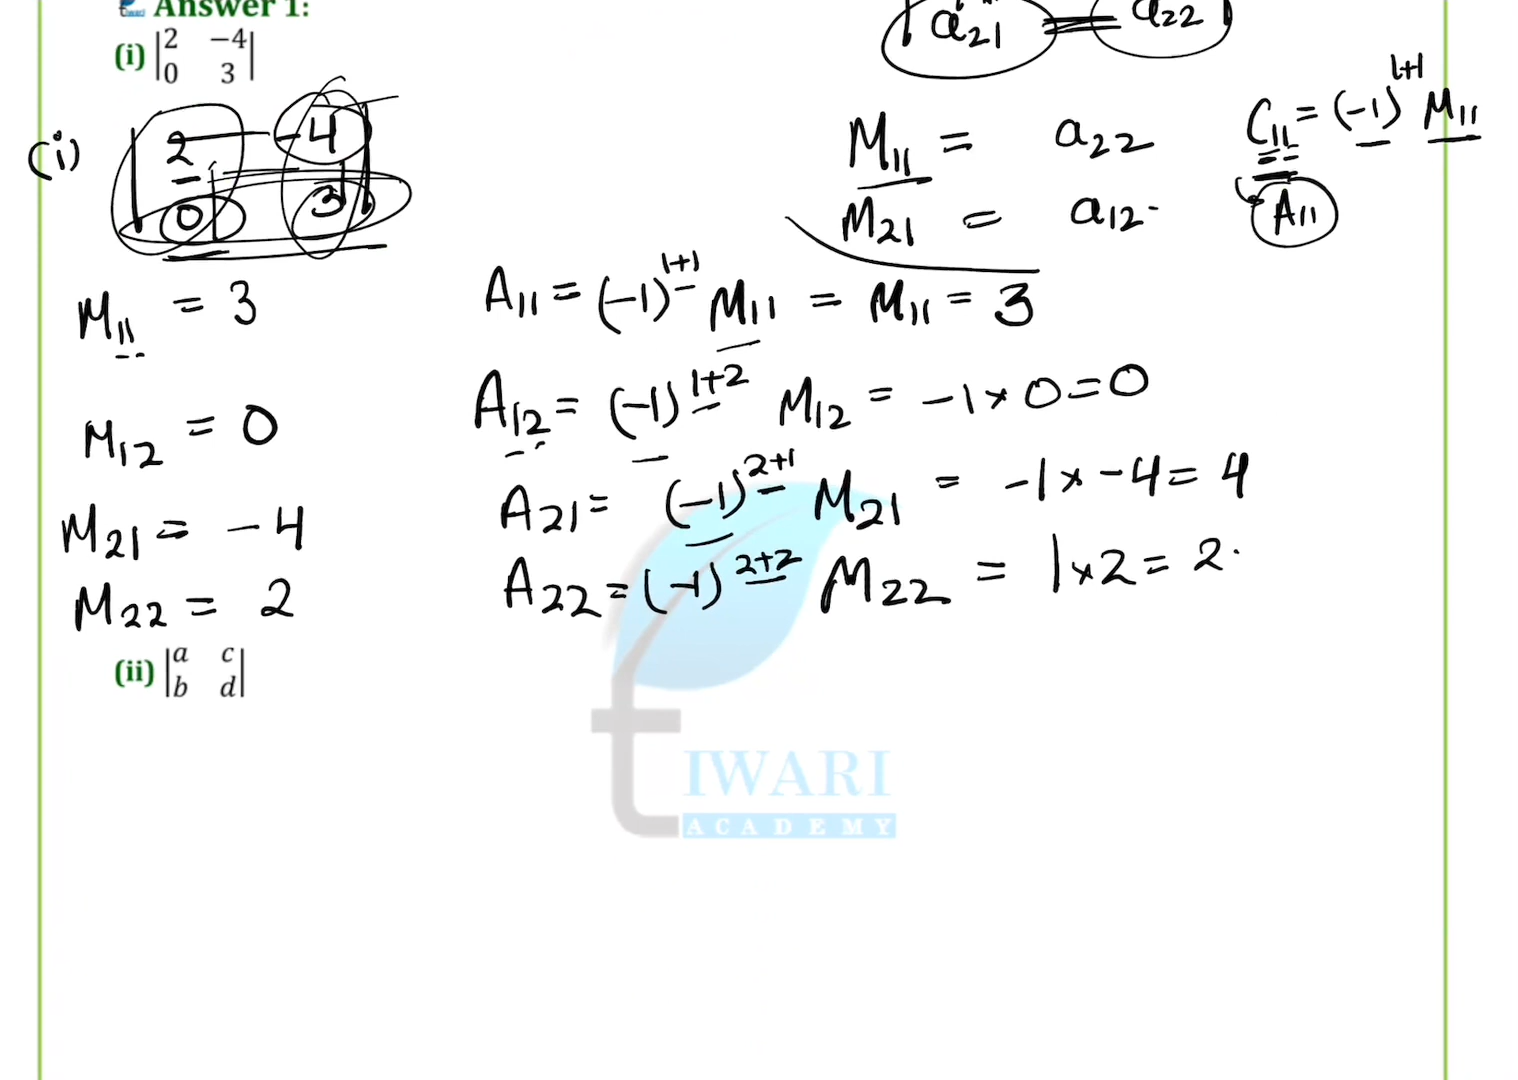 Answer 1:
a21 a22
(i) |2 -4|
|0 3|
(i) |2 -4|
|0 3|
M11 = a22
C11 = (-1)^1+1 M11
M21 = a12.
A11
M11 = 3
A11 = (-1)^1+1 M11 = M11 = 3
M12 = 0
A12 = (-1)^1+2 M12 = -1 × 0 = 0
M21 = -4
A21 = (-1)^2+1 M21 = -1 × -4 = 4
M22 = 2
A22 = (-1)^2+2 M22 = 1 × 2 = 2.
(ii) |a c|
|b d|
tIWARI
ACADEMY